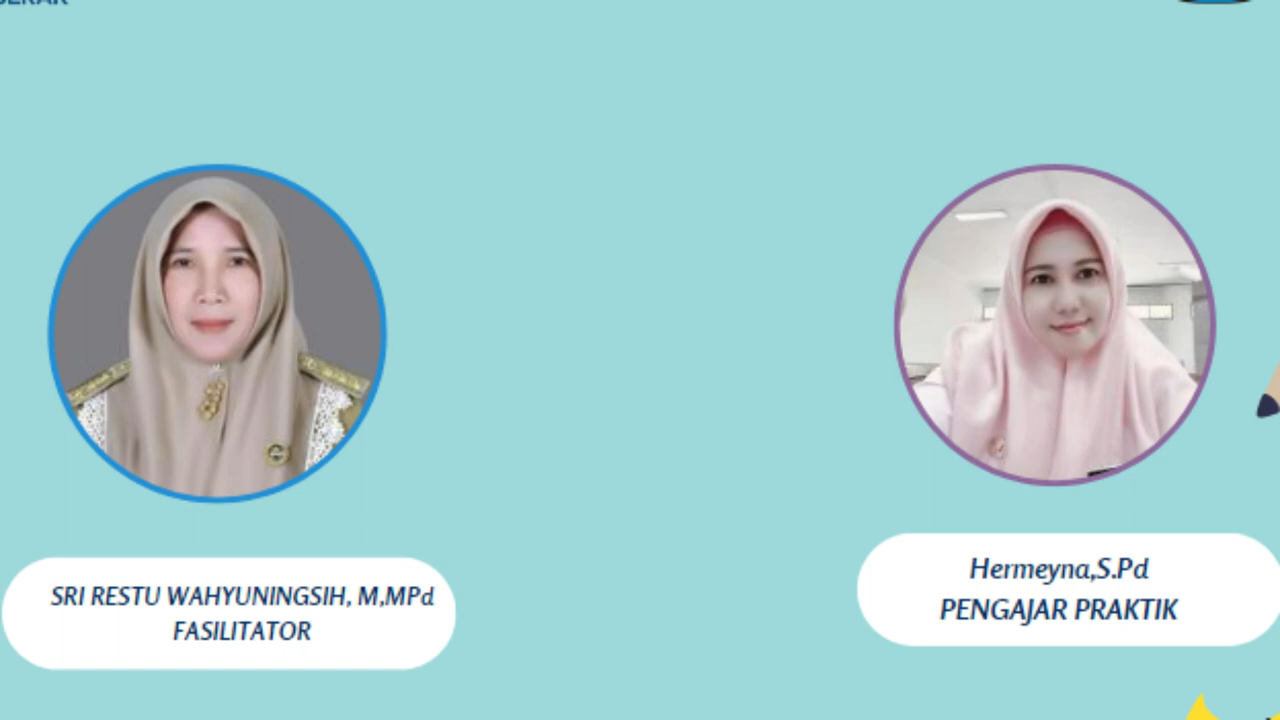 SRI RESTU WAHYUNINGSIH, M,MPd
FASILITATOR
Hermeyna,S.Pd
PENGAJAR PRAKTIK